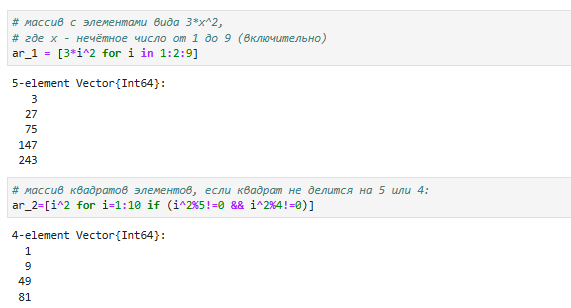 # массив с элементами вида 3*x^2,
# где x - нечётное число от 1 до 9 (включительно)
ar_1 = [3*i^2 for i in 1:2:9]
5-element Vector{Int64}:
3
27
75
147
243
# массив квадратов элементов, если квадрат не делится на 5 или 4:
ar_2=[i^2 for i=1:10 if (i^2%5!=0 && i^2%4!=0)]
4-element Vector{Int64}:
1
9
49
81